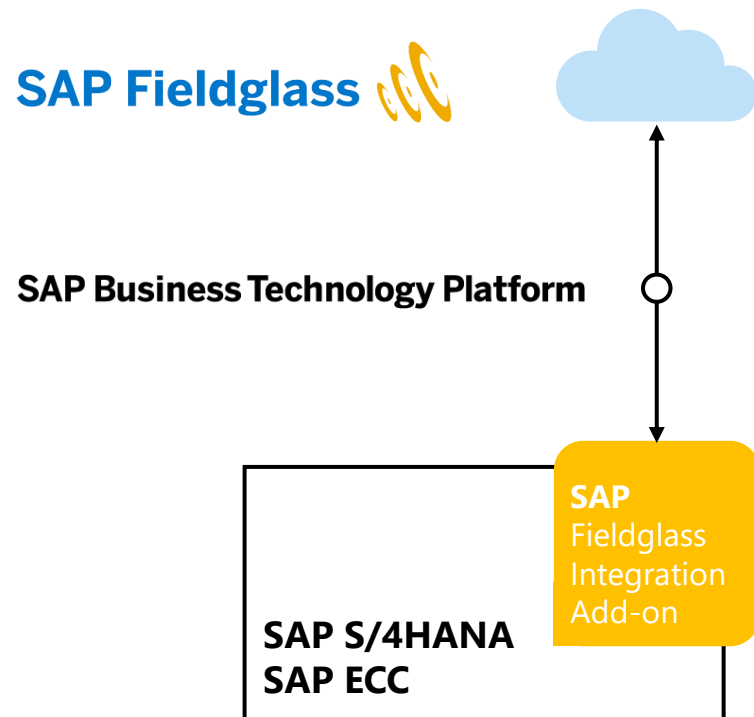 SAP Fieldglass
SAP Business Technology Platform
SAP
Fieldglass
Integration
Add-on
SAP S/4HANA
SAP ECC